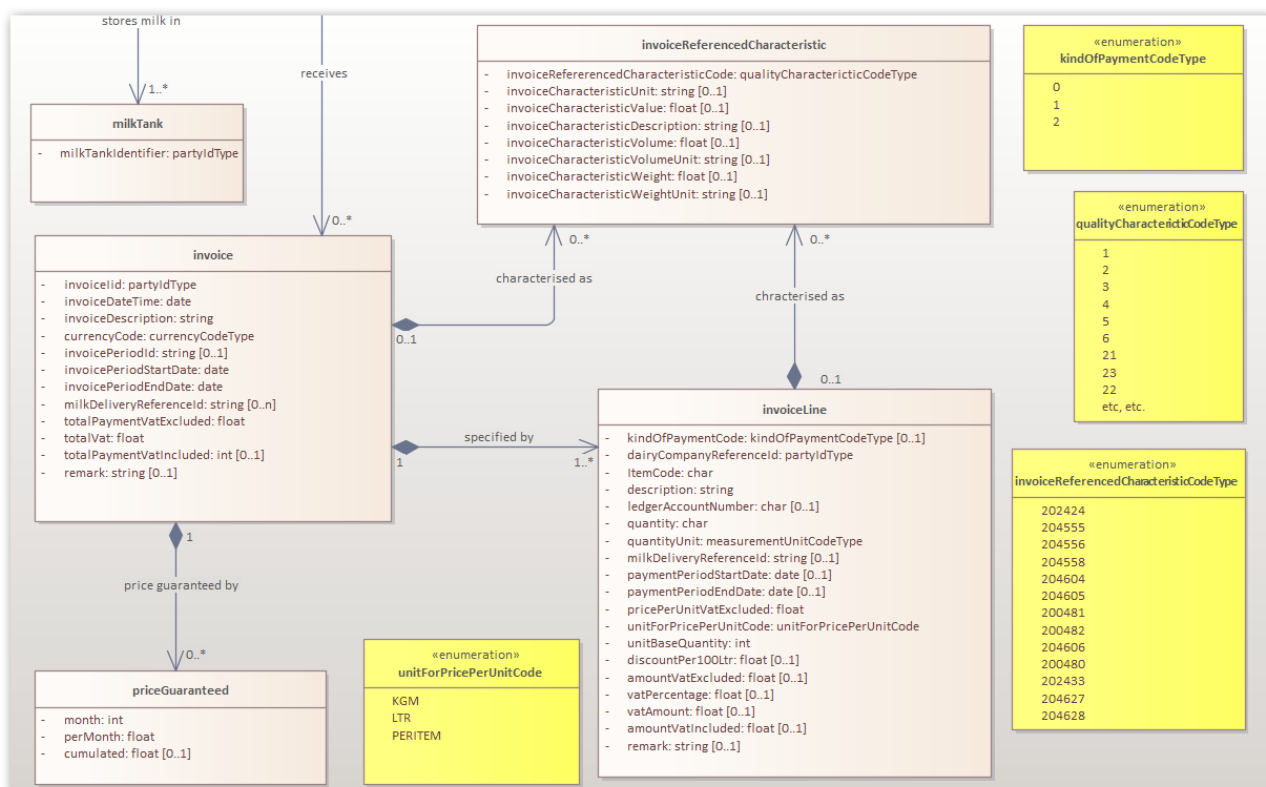 stores milk in
receives
1..*
milkTank
- milkTankIdentifier: partyIdType
0..*
invoice
- invoiceIid: partyIdType
- invoiceDateTime: date
- invoiceDescription: string
- currencyCode: currencyCodeType
- invoicePeriodId: string [0..1]
- invoicePeriodStartDate: date
- invoicePeriodEndDate: date
- milkDeliveryReferenceId: string [0..n]
- totalPaymentVatExcluded: float
- totalVat: float
- totalPaymentVatIncluded: int [0..1]
- remark: string [0..1]
invoiceReferencedCharacteristic
- invoiceRefererencedCharacteristicCode: qualityCharactericticCodeType
- invoiceCharacteristicUnit: string [0..1]
- invoiceCharacteristicValue: float [0..1]
- invoiceCharacteristicDescription: string [0..1]
- invoiceCharacteristicVolume: float [0..1]
- invoiceCharacteristicVolumeUnit: string [0..1]
- invoiceCharacteristicWeight: float [0..1]
- invoiceCharacteristicWeightUnit: string [0..1]
0..*
0..*
characterised as
chracterised as
0..1
0..1
specified by
1
1..*
invoiceLine
- kindOfPaymentCode: kindOfPaymentCodeType [0..1]
- dairyCompanyReferenceId: partyIdType
- ItemCode: char
- description: string
- ledgerAccountNumber: char [0..1]
- quantity: char
- quantityUnit: measurementUnitCodeType
- milkDeliveryReferenceId: string [0..1]
- paymentPeriodStartDate: date [0..1]
- paymentPeriodEndDate: date [0..1]
- pricePerUnitVatExcluded: float
- unitForPricePerUnitCode: unitForPricePerUnitCode
- unitBaseQuantity: int
- discountPer100Ltr: float [0..1]
- amountVatExcluded: float [0..1]
- vatPercentage: float [0..1]
- vatAmount: float [0..1]
- amountVatIncluded: float [0..1]
- remark: string [0..1]
1
price guaranteed by
0..*
priceGuaranteed
- month: int
- perMonth: float
- cumulated: float [0..1]
«enumeration»
unitForPricePerUnitCode
KGM
LTR
PERITEM
«enumeration»
kindOfPaymentCodeType
0
1
2
«enumeration»
qualityCharactericticCodeType
1
2
3
4
5
6
21
23
22
etc, etc.
«enumeration»
invoiceReferencedCharacteristicCodeType
202424
204555
204556
204558
204604
204605
200481
200482
204606
200480
202433
204627
204628